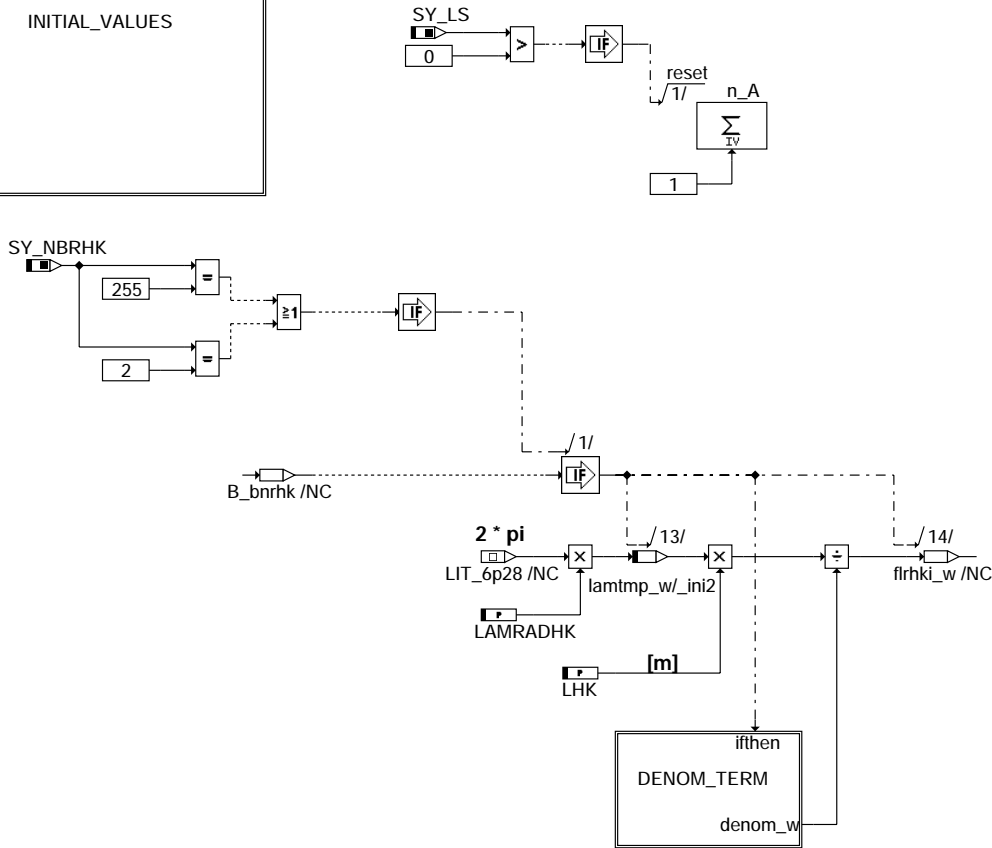 INITIAL_VALUES
SY_LS
0
>
IF
reset
1/
n_A
Σ
IV
1
SY_NBRHK
255
=
≧1
IF
2
=
1/
B_bnrhk /NC
IF
2 * pi
13/
14/
LIT_6p28 /NC
×
lamtmp_w/_ini2
×
÷
flrhki_w /NC
P
LAMRADHK
P
[m]
LHK
ifthen
DENOM_TERM
denom_w